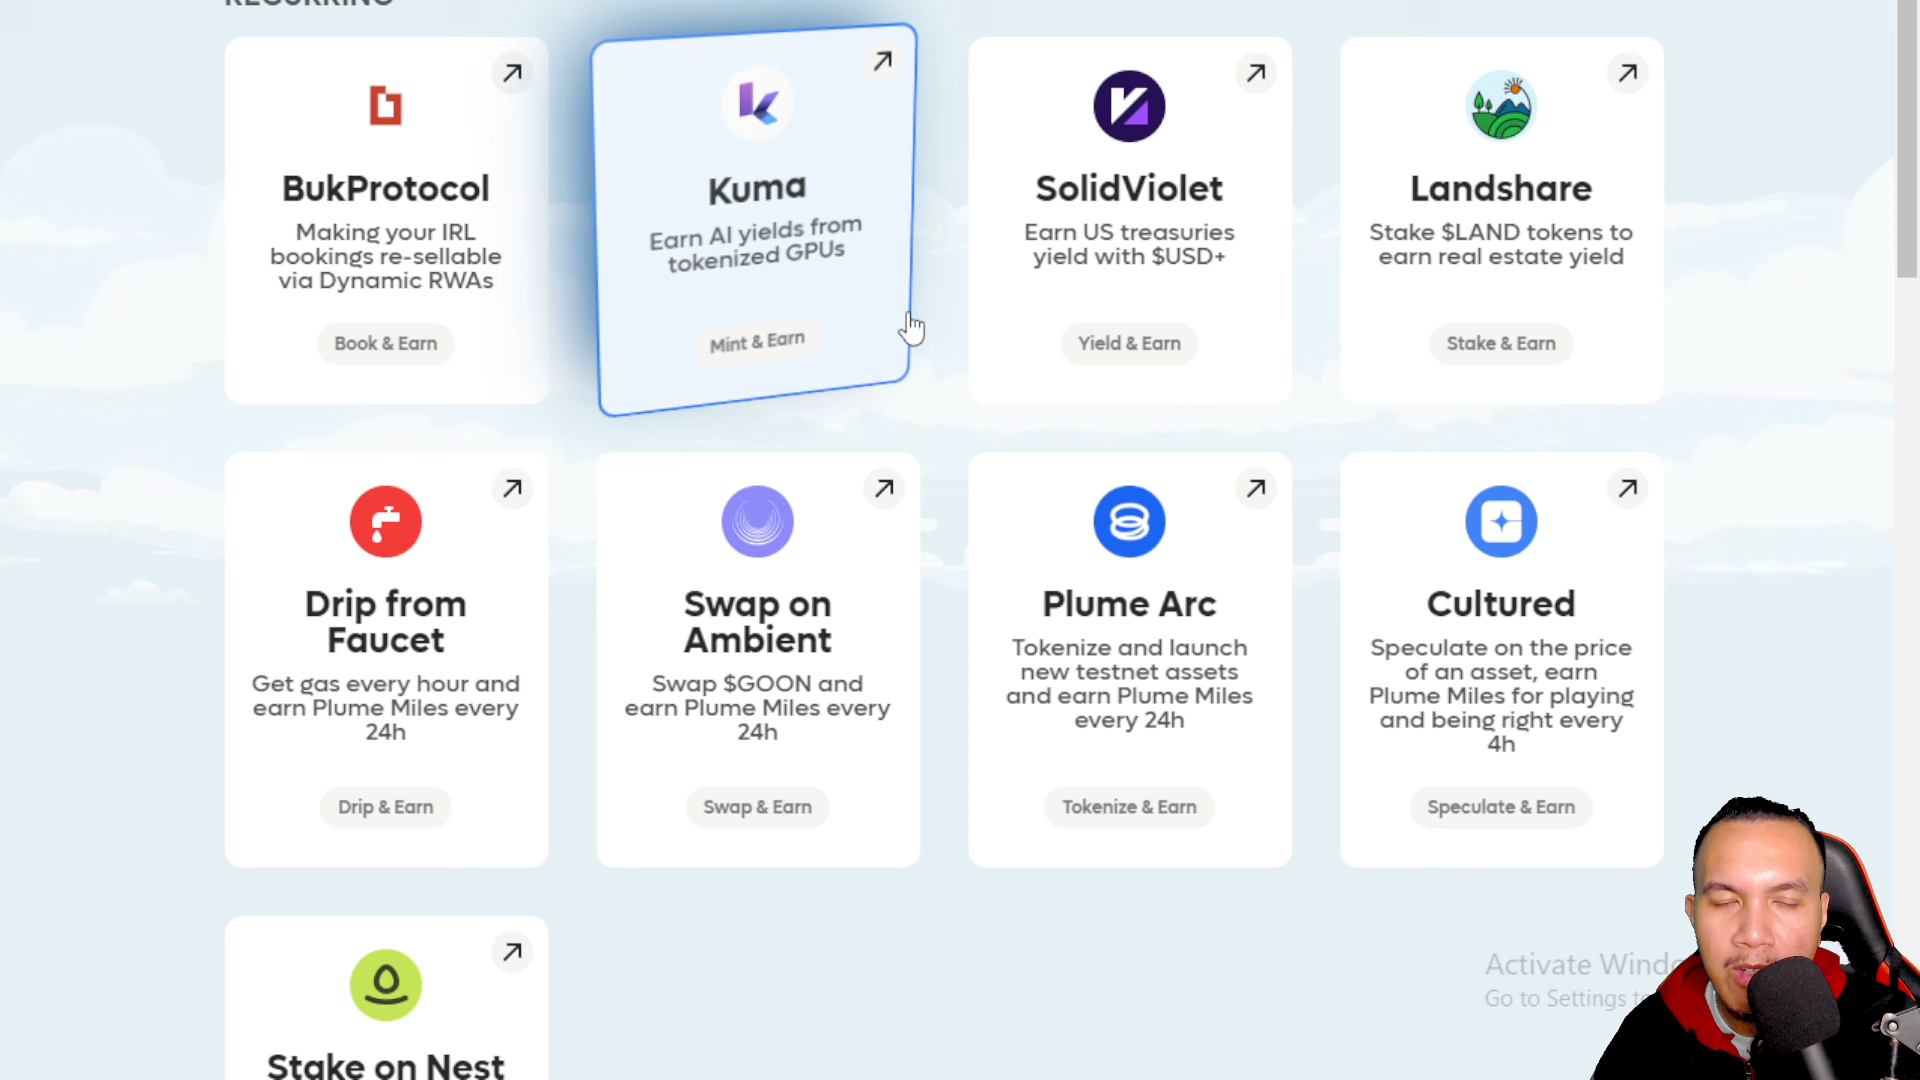 RECURRING
BukProtocol
Making your IRL
bookings re-sellable
via Dynamic RWAs
Book & Earn
Kuma
Earn AI yields from
tokenized GPUs
Mint & Earn
SolidViolet
Earn US treasuries
yield with $USD+
Yield & Earn
Landshare
Stake $LAND tokens to
earn real estate yield
Stake & Earn
Drip from
Faucet
Get gas every hour and
earn Plume Miles every
24h
Drip & Earn
Swap on
Ambient
Swap $GOON and
earn Plume Miles every
24h
Swap & Earn
Plume Arc
Tokenize and launch
new testnet assets
and earn Plume Miles
every 24h
Tokenize & Earn
Cultured
Speculate on the price
of an asset, earn
Plume Miles for playing
and being right every
4h
Speculate & Earn
Stake on Nest
Activate
Go to Settings